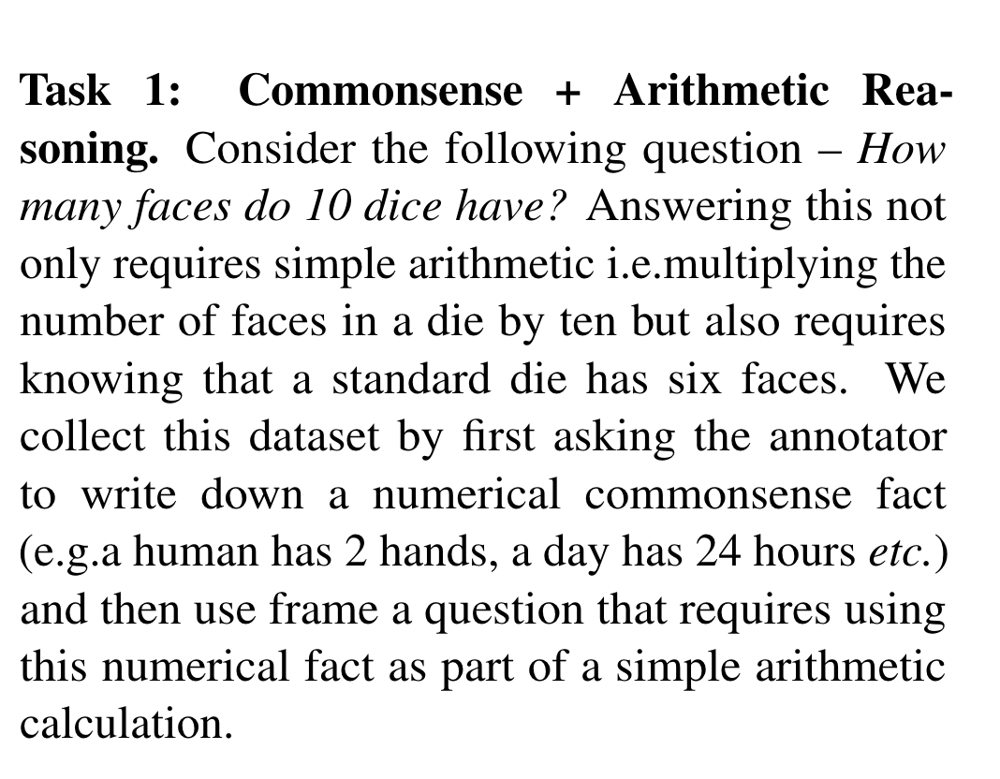 Task 1: Commonsense + Arithmetic Rea-
soning. Consider the following question – How
many faces do 10 dice have? Answering this not
only requires simple arithmetic i.e.multiplying the
number of faces in a die by ten but also requires
knowing that a standard die has six faces. We
collect this dataset by first asking the annotator
to write down a numerical commonsense fact
(e.g.a human has 2 hands, a day has 24 hours etc.)
and then use frame a question that requires using
this numerical fact as part of a simple arithmetic
calculation.